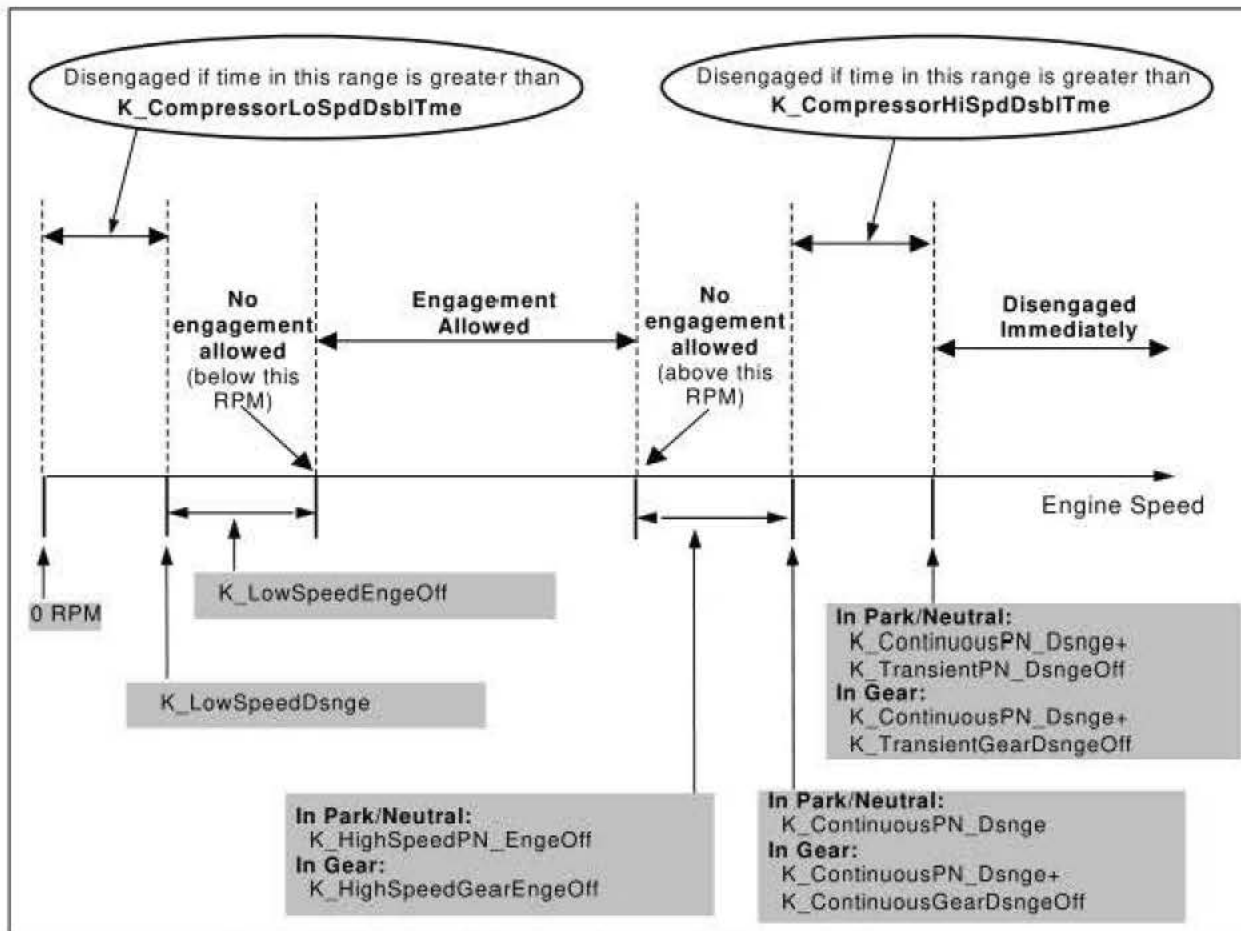 Disengaged if time in this range is greater than
K_CompressorLoSpdDsblTme
Disengaged if time in this range is greater than
K_CompressorHiSpdDsblTme
No
engagement
allowed
(below this
RPM)
Engagement
Allowed
No
engagement
allowed
(above this
RPM)
Disengaged
Immediately
Engine Speed
0 RPM
K_LowSpeedEngeOff
K_LowSpeedDsnge
In Park/Neutral:
K_ContinuousPN_Dsnge+
K_TransientPN_DsngeOff
In Gear:
K_ContinuousPN_Dsnge+
K_TransientGearDsngeOff
In Park/Neutral:
K_HighSpeedPN_EngeOff
In Gear:
K_HighSpeedGearEngeOff
In Park/Neutral:
K_ContinuousPN_Dsnge
In Gear:
K_ContinuousPN_Dsnge+
K_ContinuousGearDsngeOff